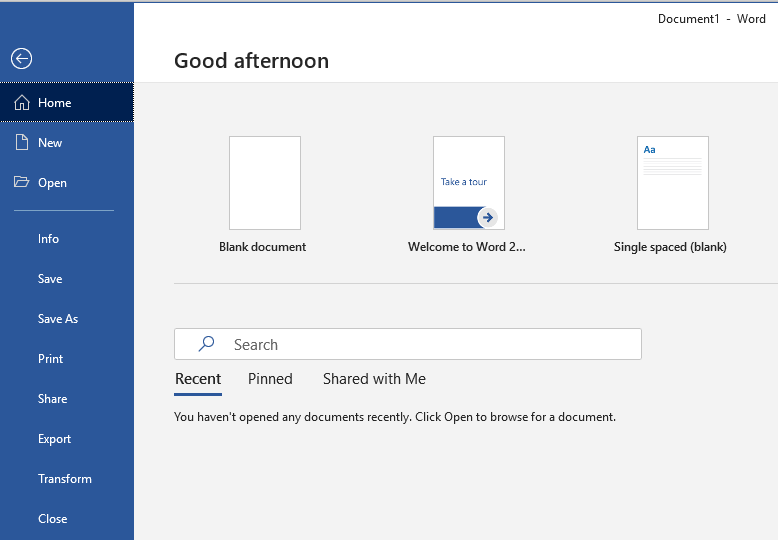 Document1 - Word
Good afternoon
Home
New
Open
Info
Save
Save As
Print
Share
Export
Transform
Close
Take a tour
Aa
Blank document
Welcome to Word 2...
Single spaced (blank)
Search
Recent Pinned Shared with Me
You haven't opened any documents recently. Click Open to browse for a document.